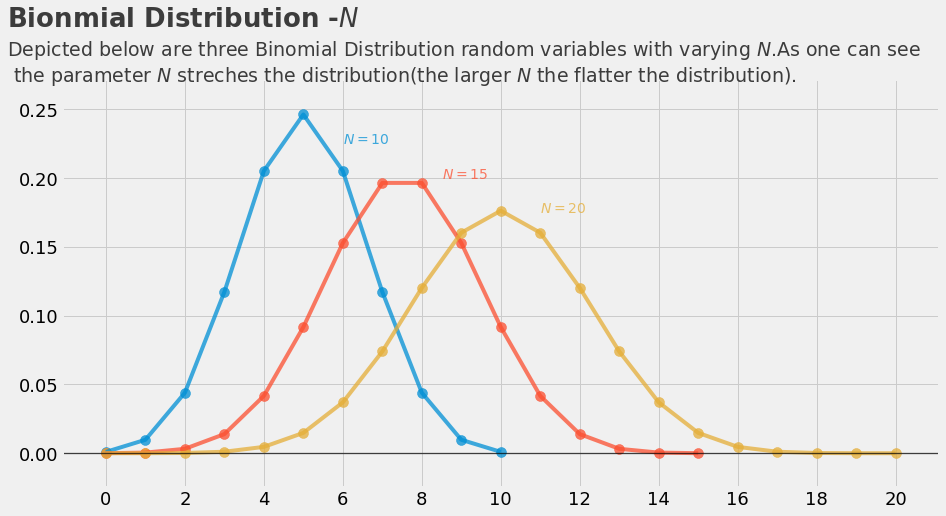 Bionmial Distribution -N
Depicted below are three Binomial Distribution random variables with varying N.As one can see
the parameter N streches the distribution(the larger N the flatter the distribution).
0.25
N = 10
0.20
N = 15
N = 20
0.15
0.10
0.05
0.00
0 2 4 6 8 10 12 14 16 18 20